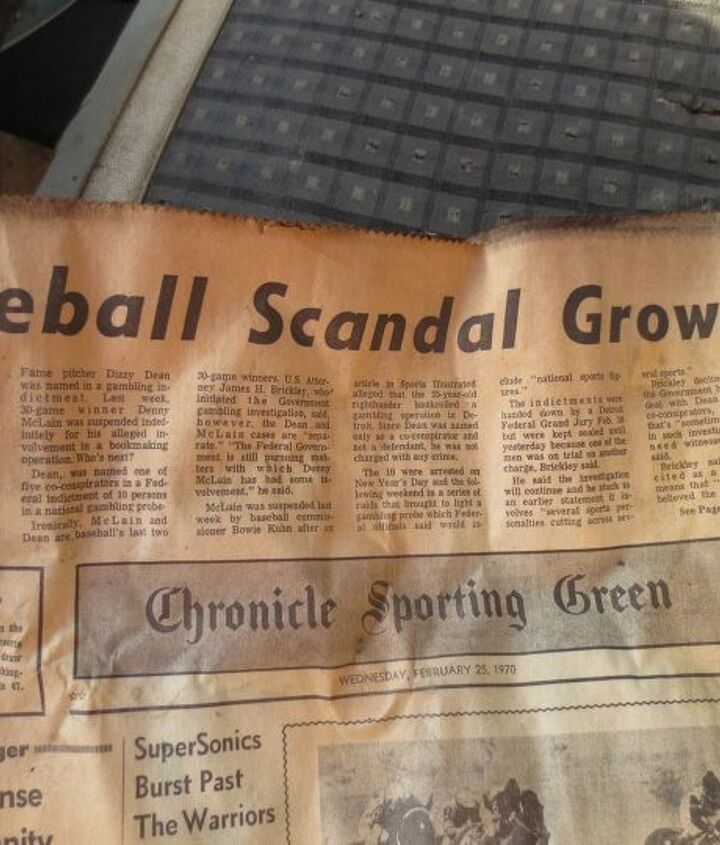 eball Scandal Grow
Fame pitcher Dizzy Dean
was named in a gambling in-
dictment. Last week,
30-game winner Denny
McLain was suspended indef-
initely for his alleged in-
volvement in a bookmaking
operation. Who's next?
Dean, was named one of
five co-conspirators in a Fed-
eral indictment of 10 persons
in a national gambling probe
Ironically, McLain and
Dean are baseball's last two
30-game winners. U.S. Attor-
ney James H. Brickley, who
initiated the Government
gambling investigation, said,
however, the Dean and
McLain cases are "sepa-
rate." "The Federal Govern-
ment is still pursuing mat-
ters with which Denny
McLain has had some in-
volvement," he said.
McLain was suspended last
week by baseball commis-
sioner Bowie Kuhn after an
article in Sports Illustrated
alleged that the 25-year-old
righthander bankrolled a
gambling operation in De-
troit. Since Dean was named
only as a co-conspirator and
not a defendant, he was not
charged with any crime.
The 10 were arrested on
New Year's Day and the fol-
lowing weekend in a series of
raids that brought to light a
gambling probe which Feder-
al officials said would in-
clude "national sports fig-
ures."
The indictments were
handed down by a Detroit
Federal Grand Jury Feb.
but were kept sealed until
yesterday because one of the
men was on trial on another
charge, Brickley said.
He said the investigation
will continue and he stuck to
an earlier statement it in-
volves "several sports per-
sonalities cutting across sev-
eral sports."
Brickley
the Government
deal with Dean
co-conspirators,
that's "sometim
in such investi
need witness
said.
Brickley sa
cited as a
means that "
believed the
See Page
n the
47.
Chronicle Sporting Green
WEDNESDAY, FEBRUARY 25, 1970
ger
nse
nity
SuperSonics
Burst Past
The Warriors